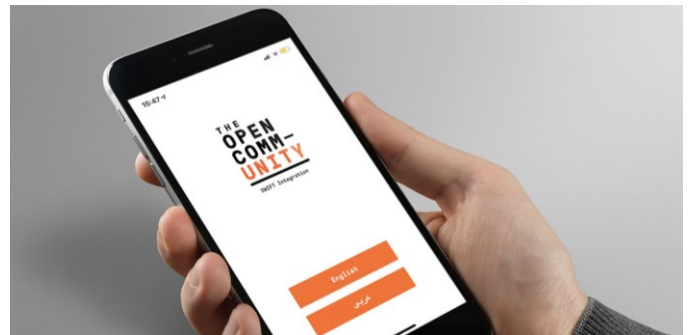 15:47
THE
OPEN
COMM—
UNITY
SWIFT Integration
English
عربي